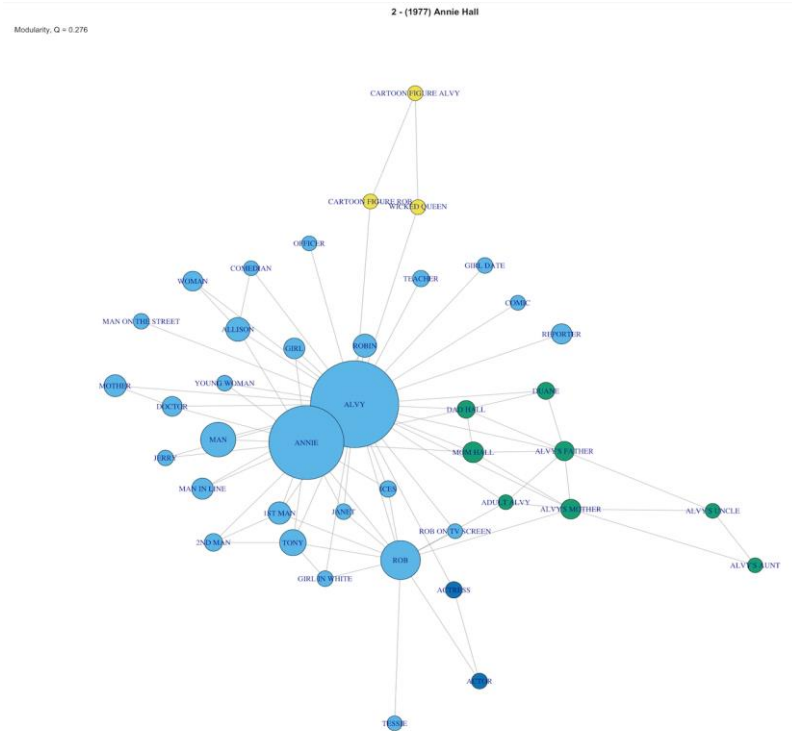 2 - (1977) Annie Hall
Modularity, Q = 0.276
CARTOON FIGURE ALVY
CARTOON FIGURE ROB
WICKED QUEEN
OFFICER
COMEDIAN
TEACHER
GIRL DATE
WOMAN
COMIC
MAN ON THE STREET
ALLISON
REPORTER
GIRL
ROBIN
MOTHER
YOUNG WOMAN
DUANE
DOCTOR
ALVY
DAD HALL
MAN
ANNIE
MOM HALL
ALVY'S FATHER
JERRY
MAN IN LINE
ICES
ADULT ALVY
1ST MAN
JANET
ALVY'S MOTHER
ALVY'S UNCLE
ROB ON TV SCREEN
2ND MAN
TONY
ROB
ALVY'S AUNT
GIRL IN WHITE
ACTRESS
ACTOR
TESSIE